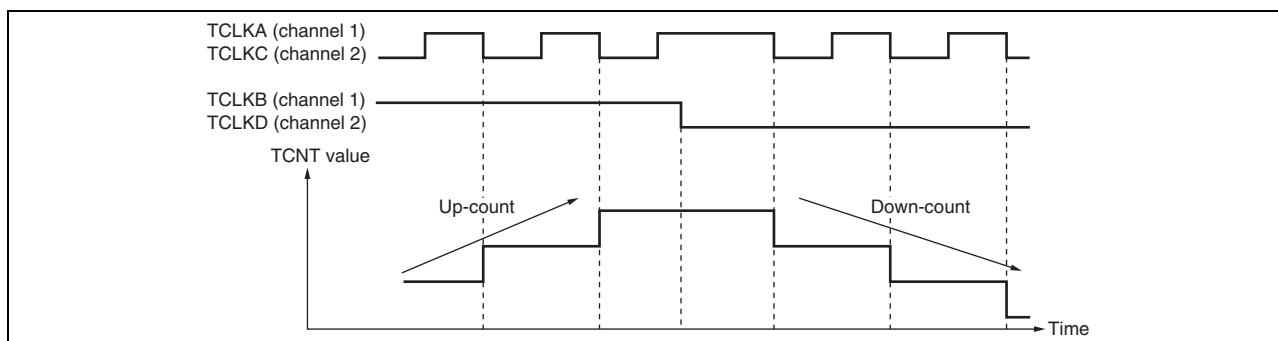 TCLKA (channel 1)
TCLKC (channel 2)
TCLKB (channel 1)
TCLKD (channel 2)
TCNT value
Up-count
Down-count
Time